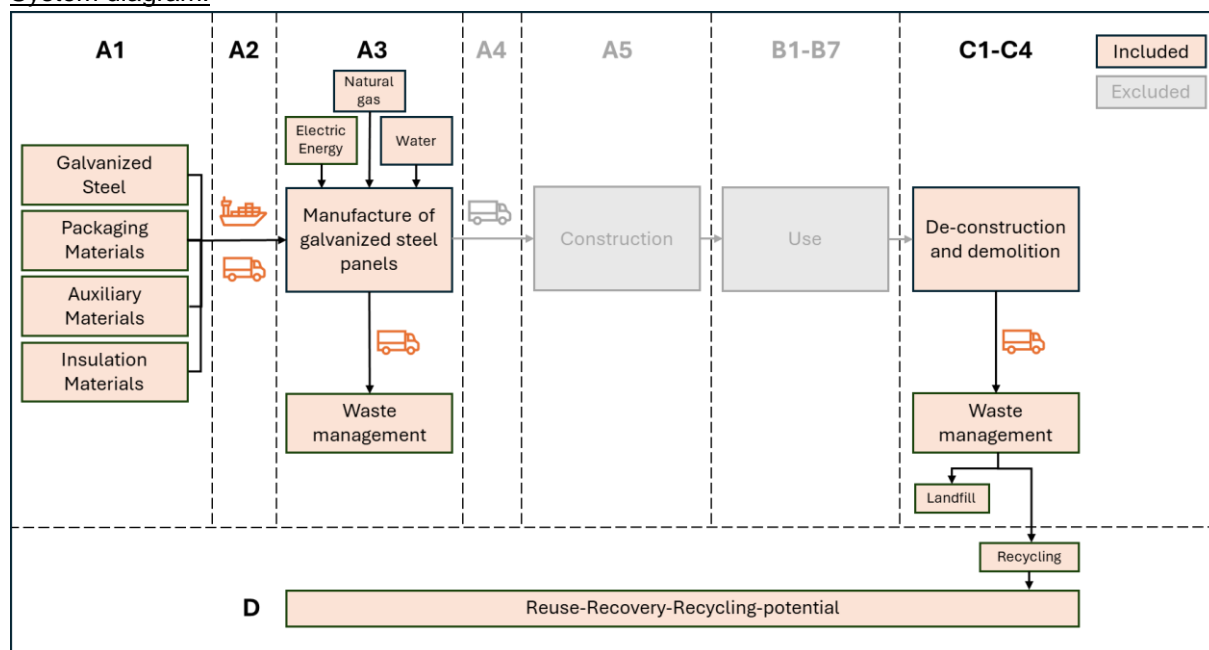 System diagram:
A1
A2
A3
A4
A5
B1-B7
C1-C4
Included
Excluded
Natural
gas
Electric
Energy
Water
Galvanized
Steel
Packaging
Materials
Auxiliary
Materials
Insulation
Materials
Manufacture of
galvanized steel
panels
Construction
Use
De-construction
and demolition
Waste
management
Waste
management
Landfill
Recycling
D
Reuse-Recovery-Recycling-potential